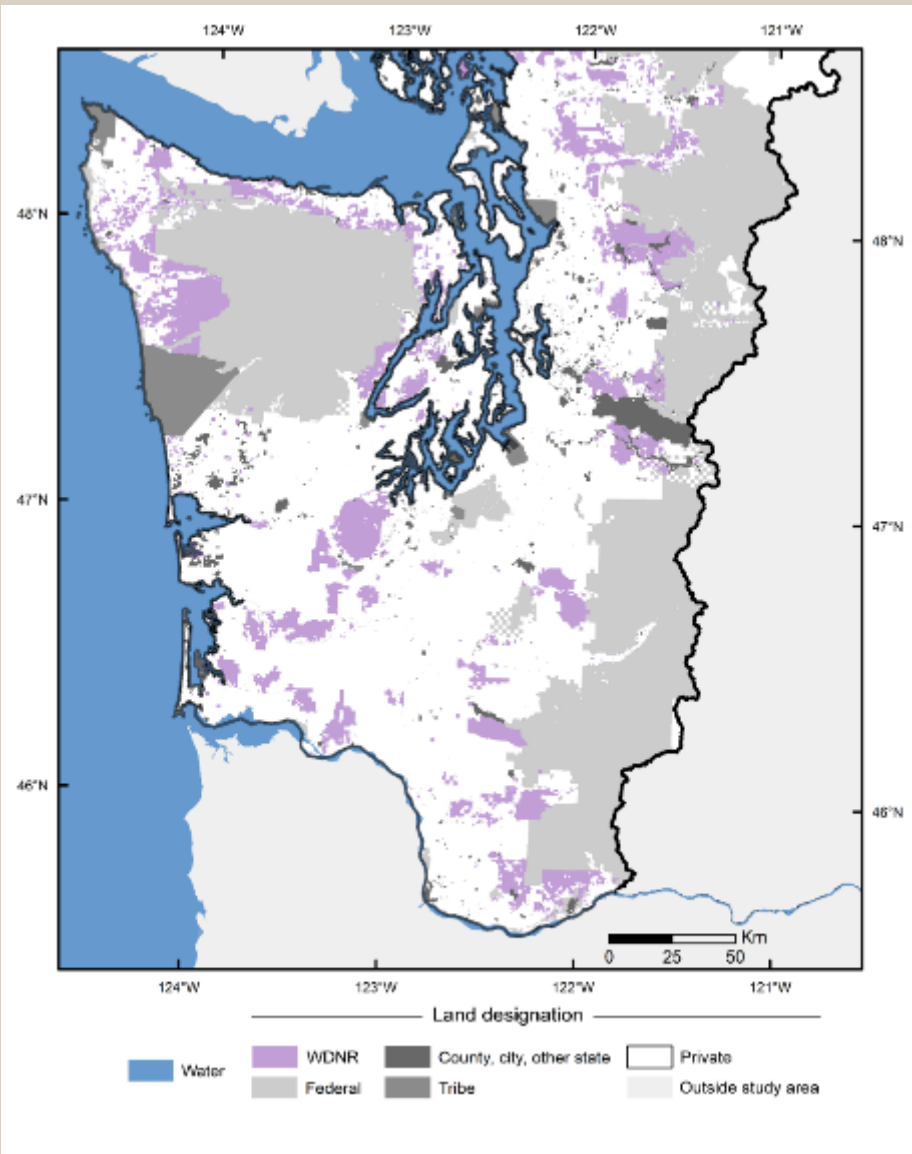 124°W 123°W 122°W 121°W
48°N
48°N
47°N
47°N
46°N
46°N
Km
0 25 50
124°W 123°W 122°W 121°W
Land designation
Water
WDNR
County, city, other state
Private
Federal
Tribe
Outside study area